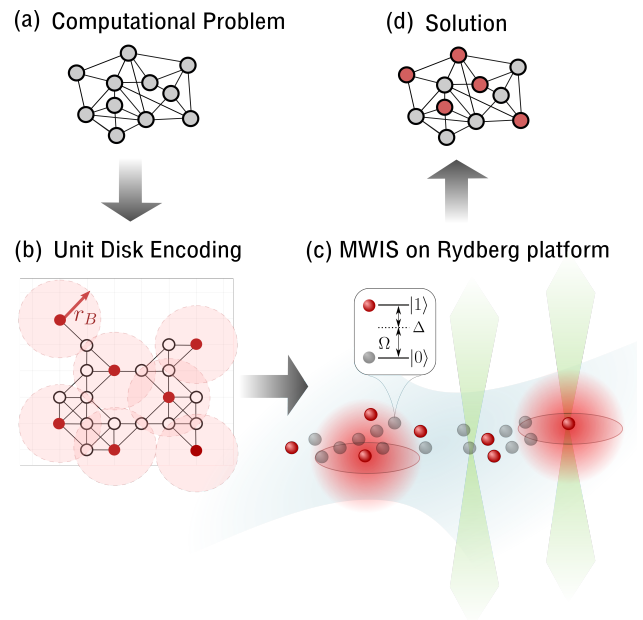 (a) Computational Problem
(d) Solution
(b) Unit Disk Encoding
(c) MWIS on Rydberg platform
r_B
|1⟩
Δ
Ω
|0⟩